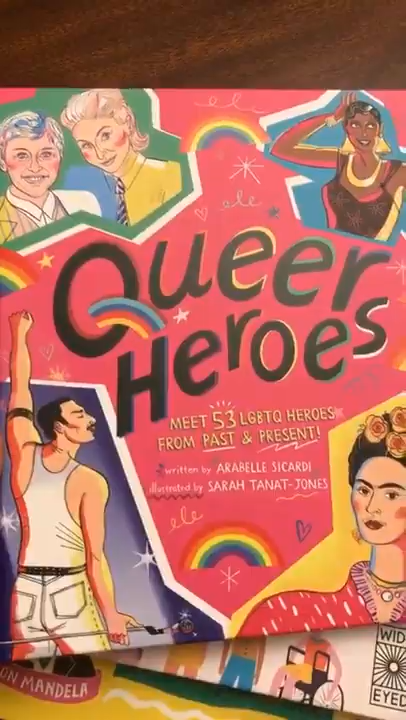 Queer
Heroes
MEET 53 LGBTQ HEROES
FROM PAST & PRESENT!
written by ARABELLE SICARDI
illustrated by SARAH TANAT-JONES
ON MANDELA
WIDE
EYED